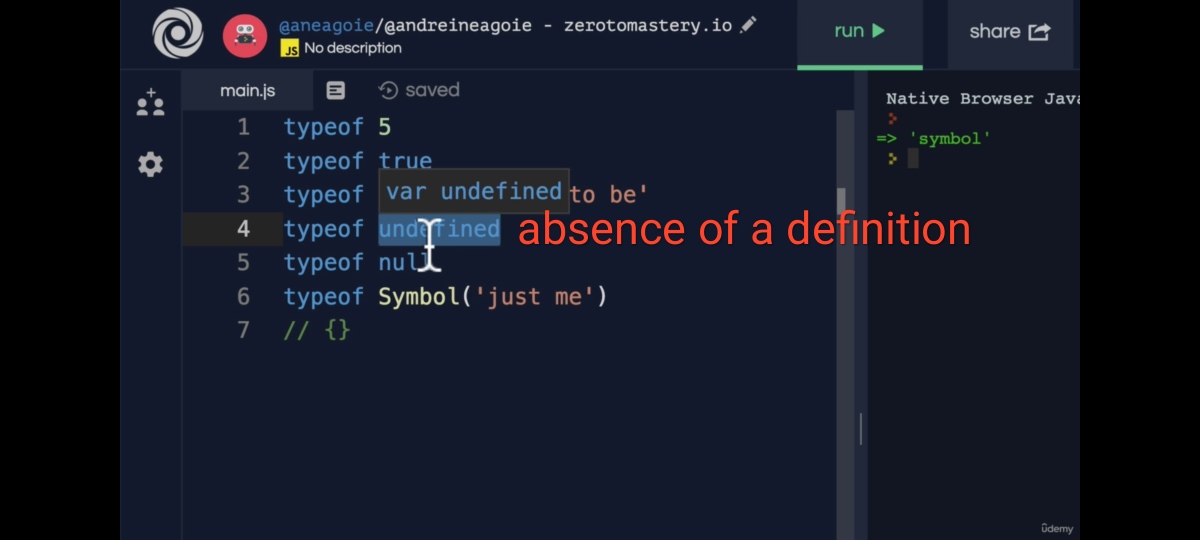 @aneagoie/@andreineagoie - zerotomastery.io
JS No description
run
share
main.js
saved
Native Browser Java
1 typeof 5
2 typeof true
3 typeof to be'
var undefined
4 typeof undefined absence of a definition
5 typeof null
6 typeof Symbol('just me')
7 // {}
=> 'symbol'
ûdemy